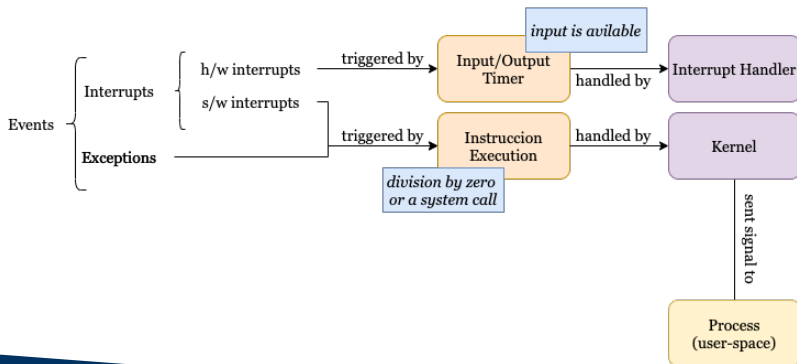 input is avilable
h/w interrupts
triggered by
Input/Output
Timer
handled by
Interrupt Handler
Interrupts
s/w interrupts
Events
Exceptions
triggered by
Instruccion
Execution
handled by
Kernel
division by zero
or a system call
sent signal to
Process
(user-space)